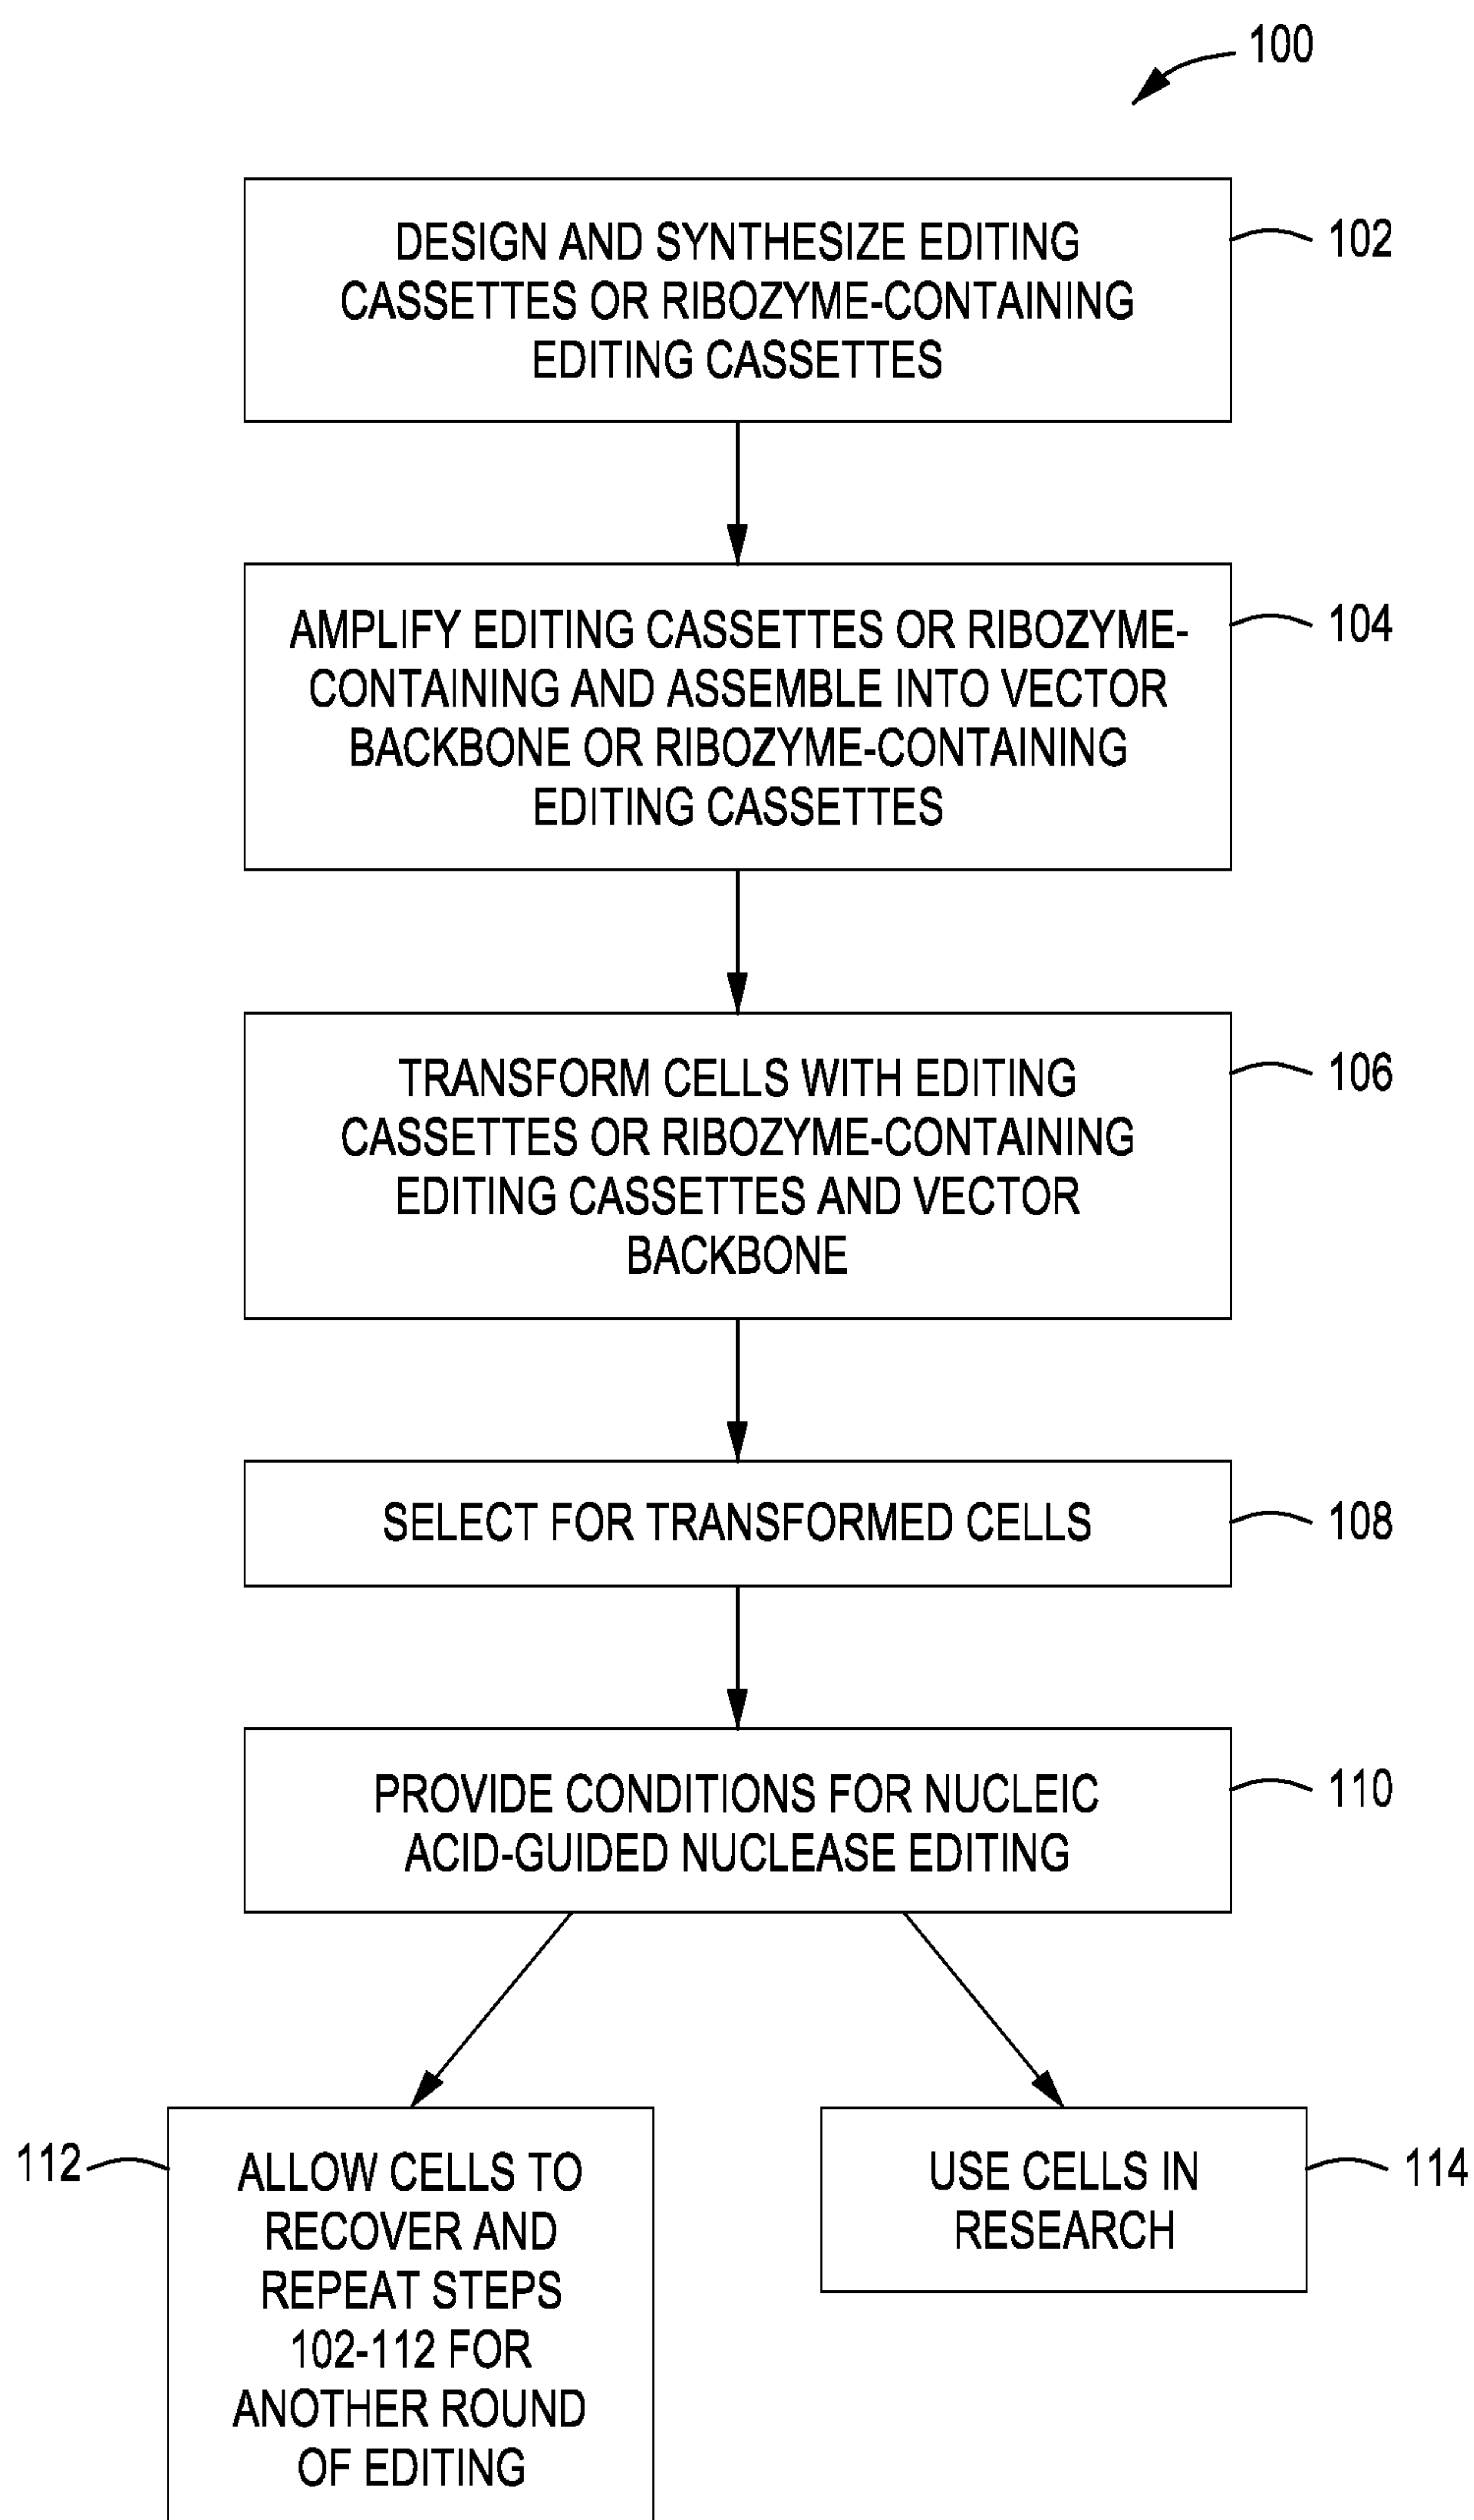 100
DESIGN AND SYNTHESIZE EDITING
CASSETTES OR RIBOZYME-CONTAINING
EDITING CASSETTES
102
AMPLIFY EDITING CASSETTES OR RIBOZYME-
CONTAINING AND ASSEMBLE INTO VECTOR
BACKBONE OR RIBOZYME-CONTAINING
EDITING CASSETTES
104
TRANSFORM CELLS WITH EDITING
CASSETTES OR RIBOZYME-CONTAINING
EDITING CASSETTES AND VECTOR
BACKBONE
106
SELECT FOR TRANSFORMED CELLS
108
PROVIDE CONDITIONS FOR NUCLEIC
ACID-GUIDED NUCLEASE EDITING
110
112
ALLOW CELLS TO
RECOVER AND
REPEAT STEPS
102-112 FOR
ANOTHER ROUND
OF EDITING
USE CELLS IN
RESEARCH
114